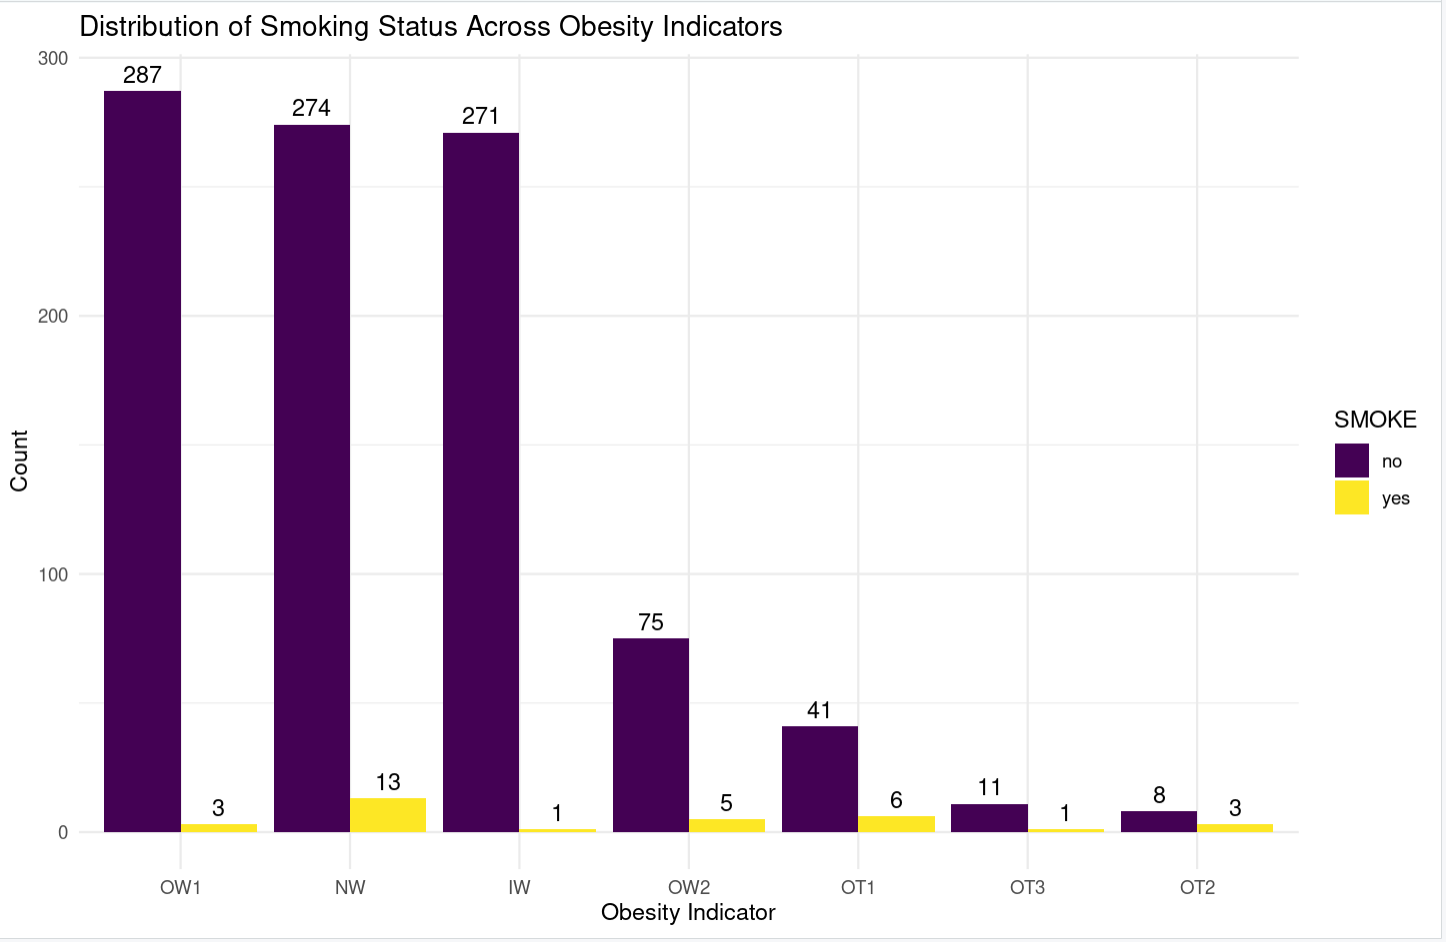 Distribution of Smoking Status Across Obesity Indicators
300
200
100
0
Count
287
3
274
13
271
1
75
5
41
6
11
1
8
3
OW1
NW
IW
OW2
OT1
OT3
OT2
Obesity Indicator
SMOKE
no
yes